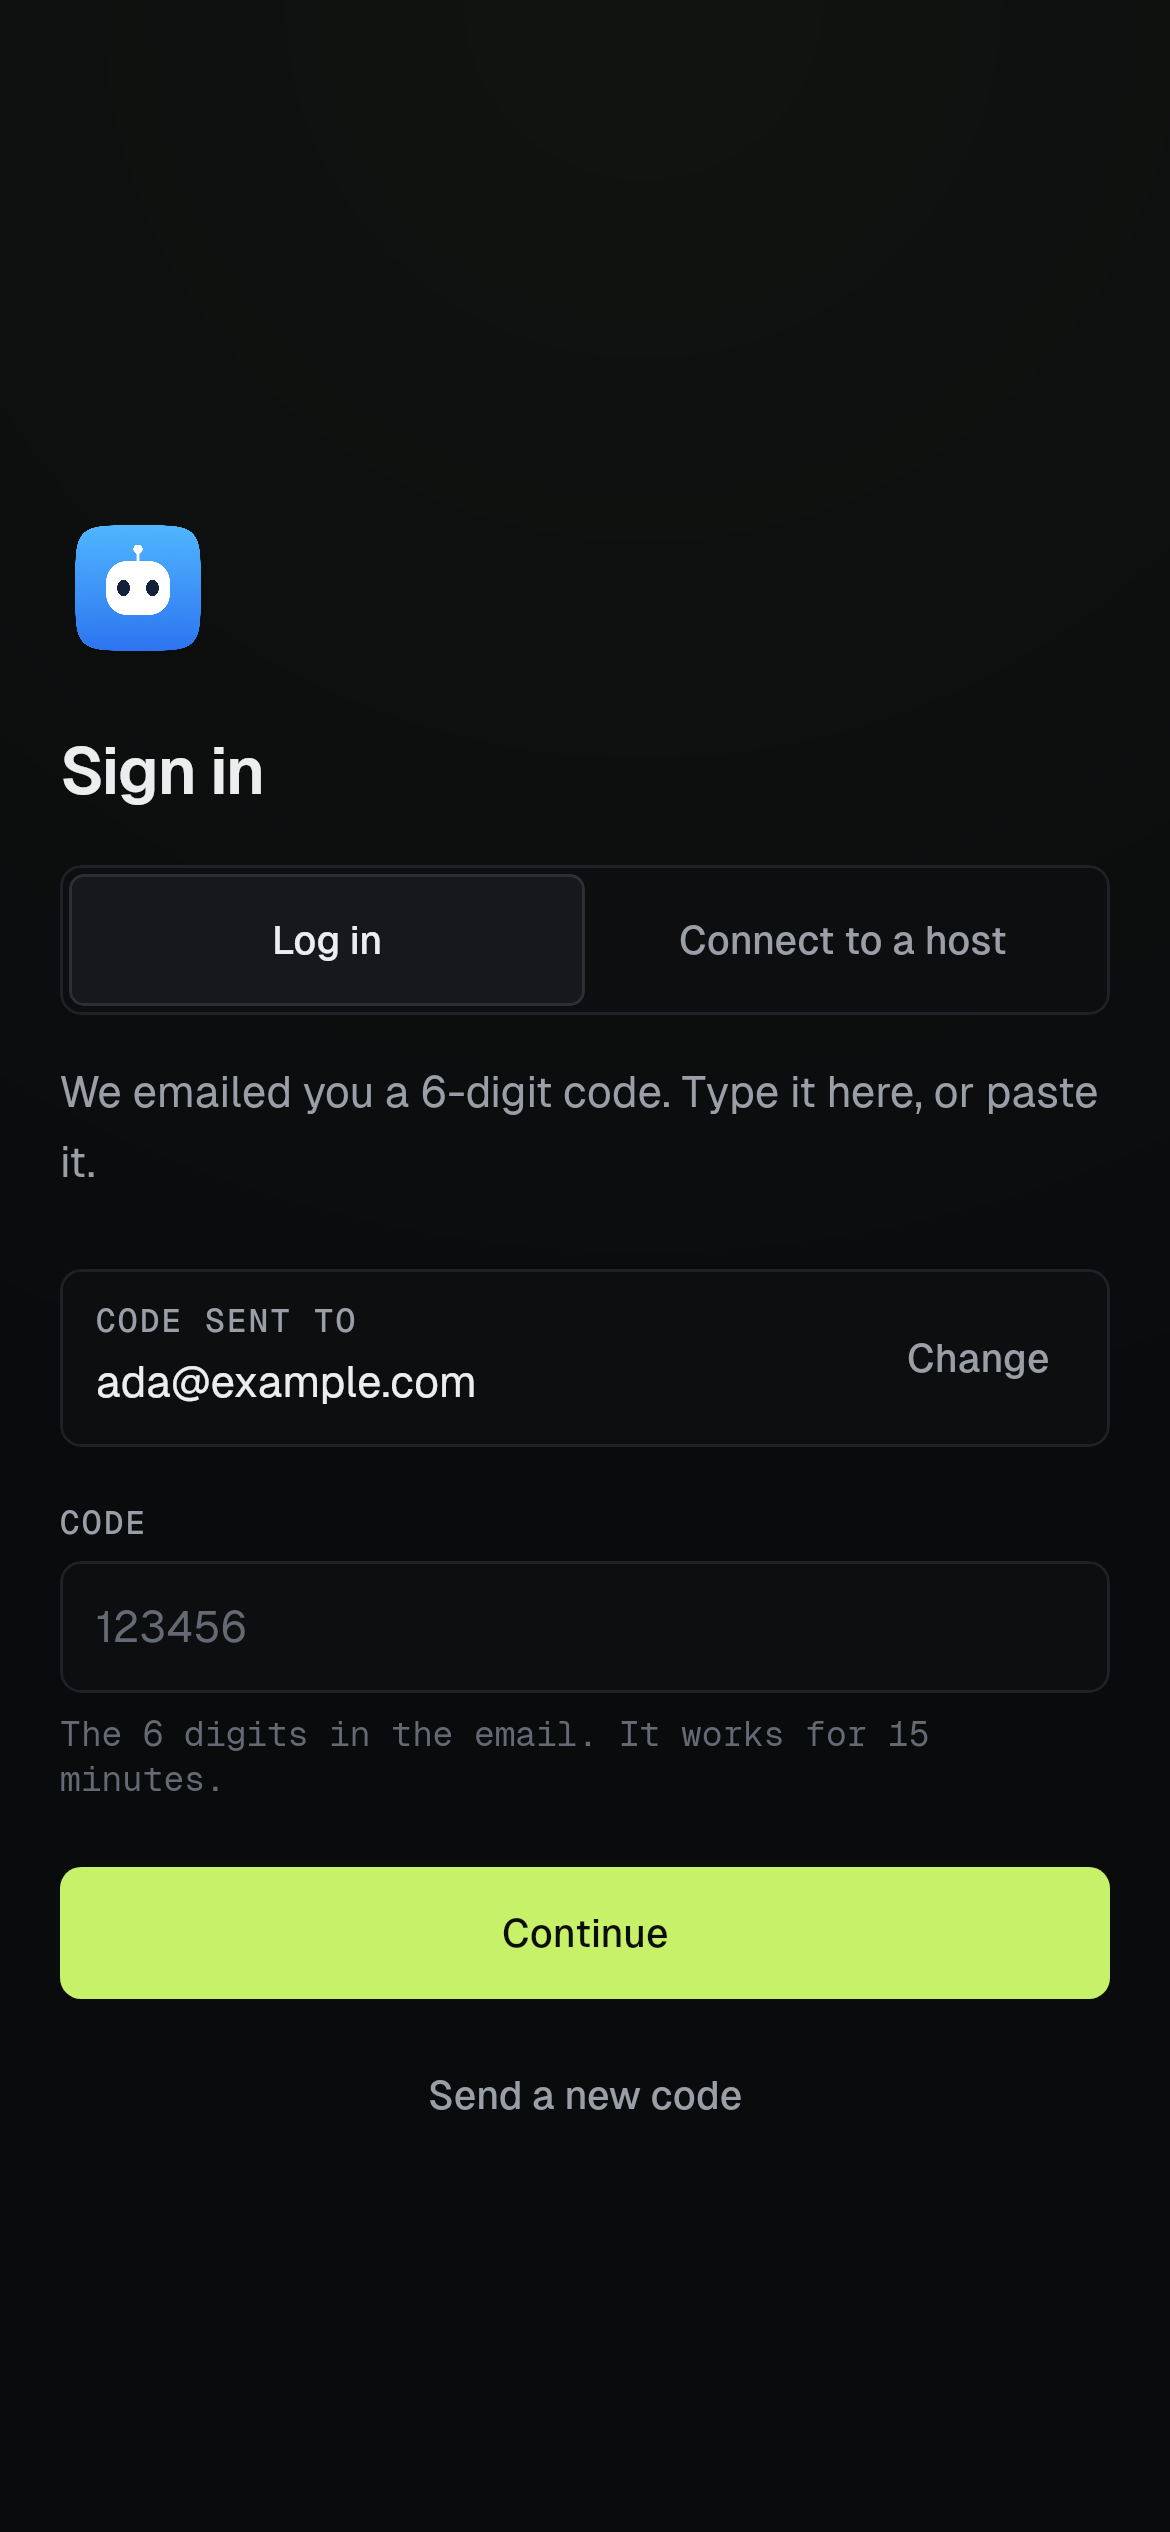 Sign in
Log in
Connect to a host
We emailed you a 6-digit code. Type it here, or paste
it.
CODE SENT TO
ada@example.com
Change
CODE
123456
The 6 digits in the email. It works for 15
minutes.
Continue
Send a new code